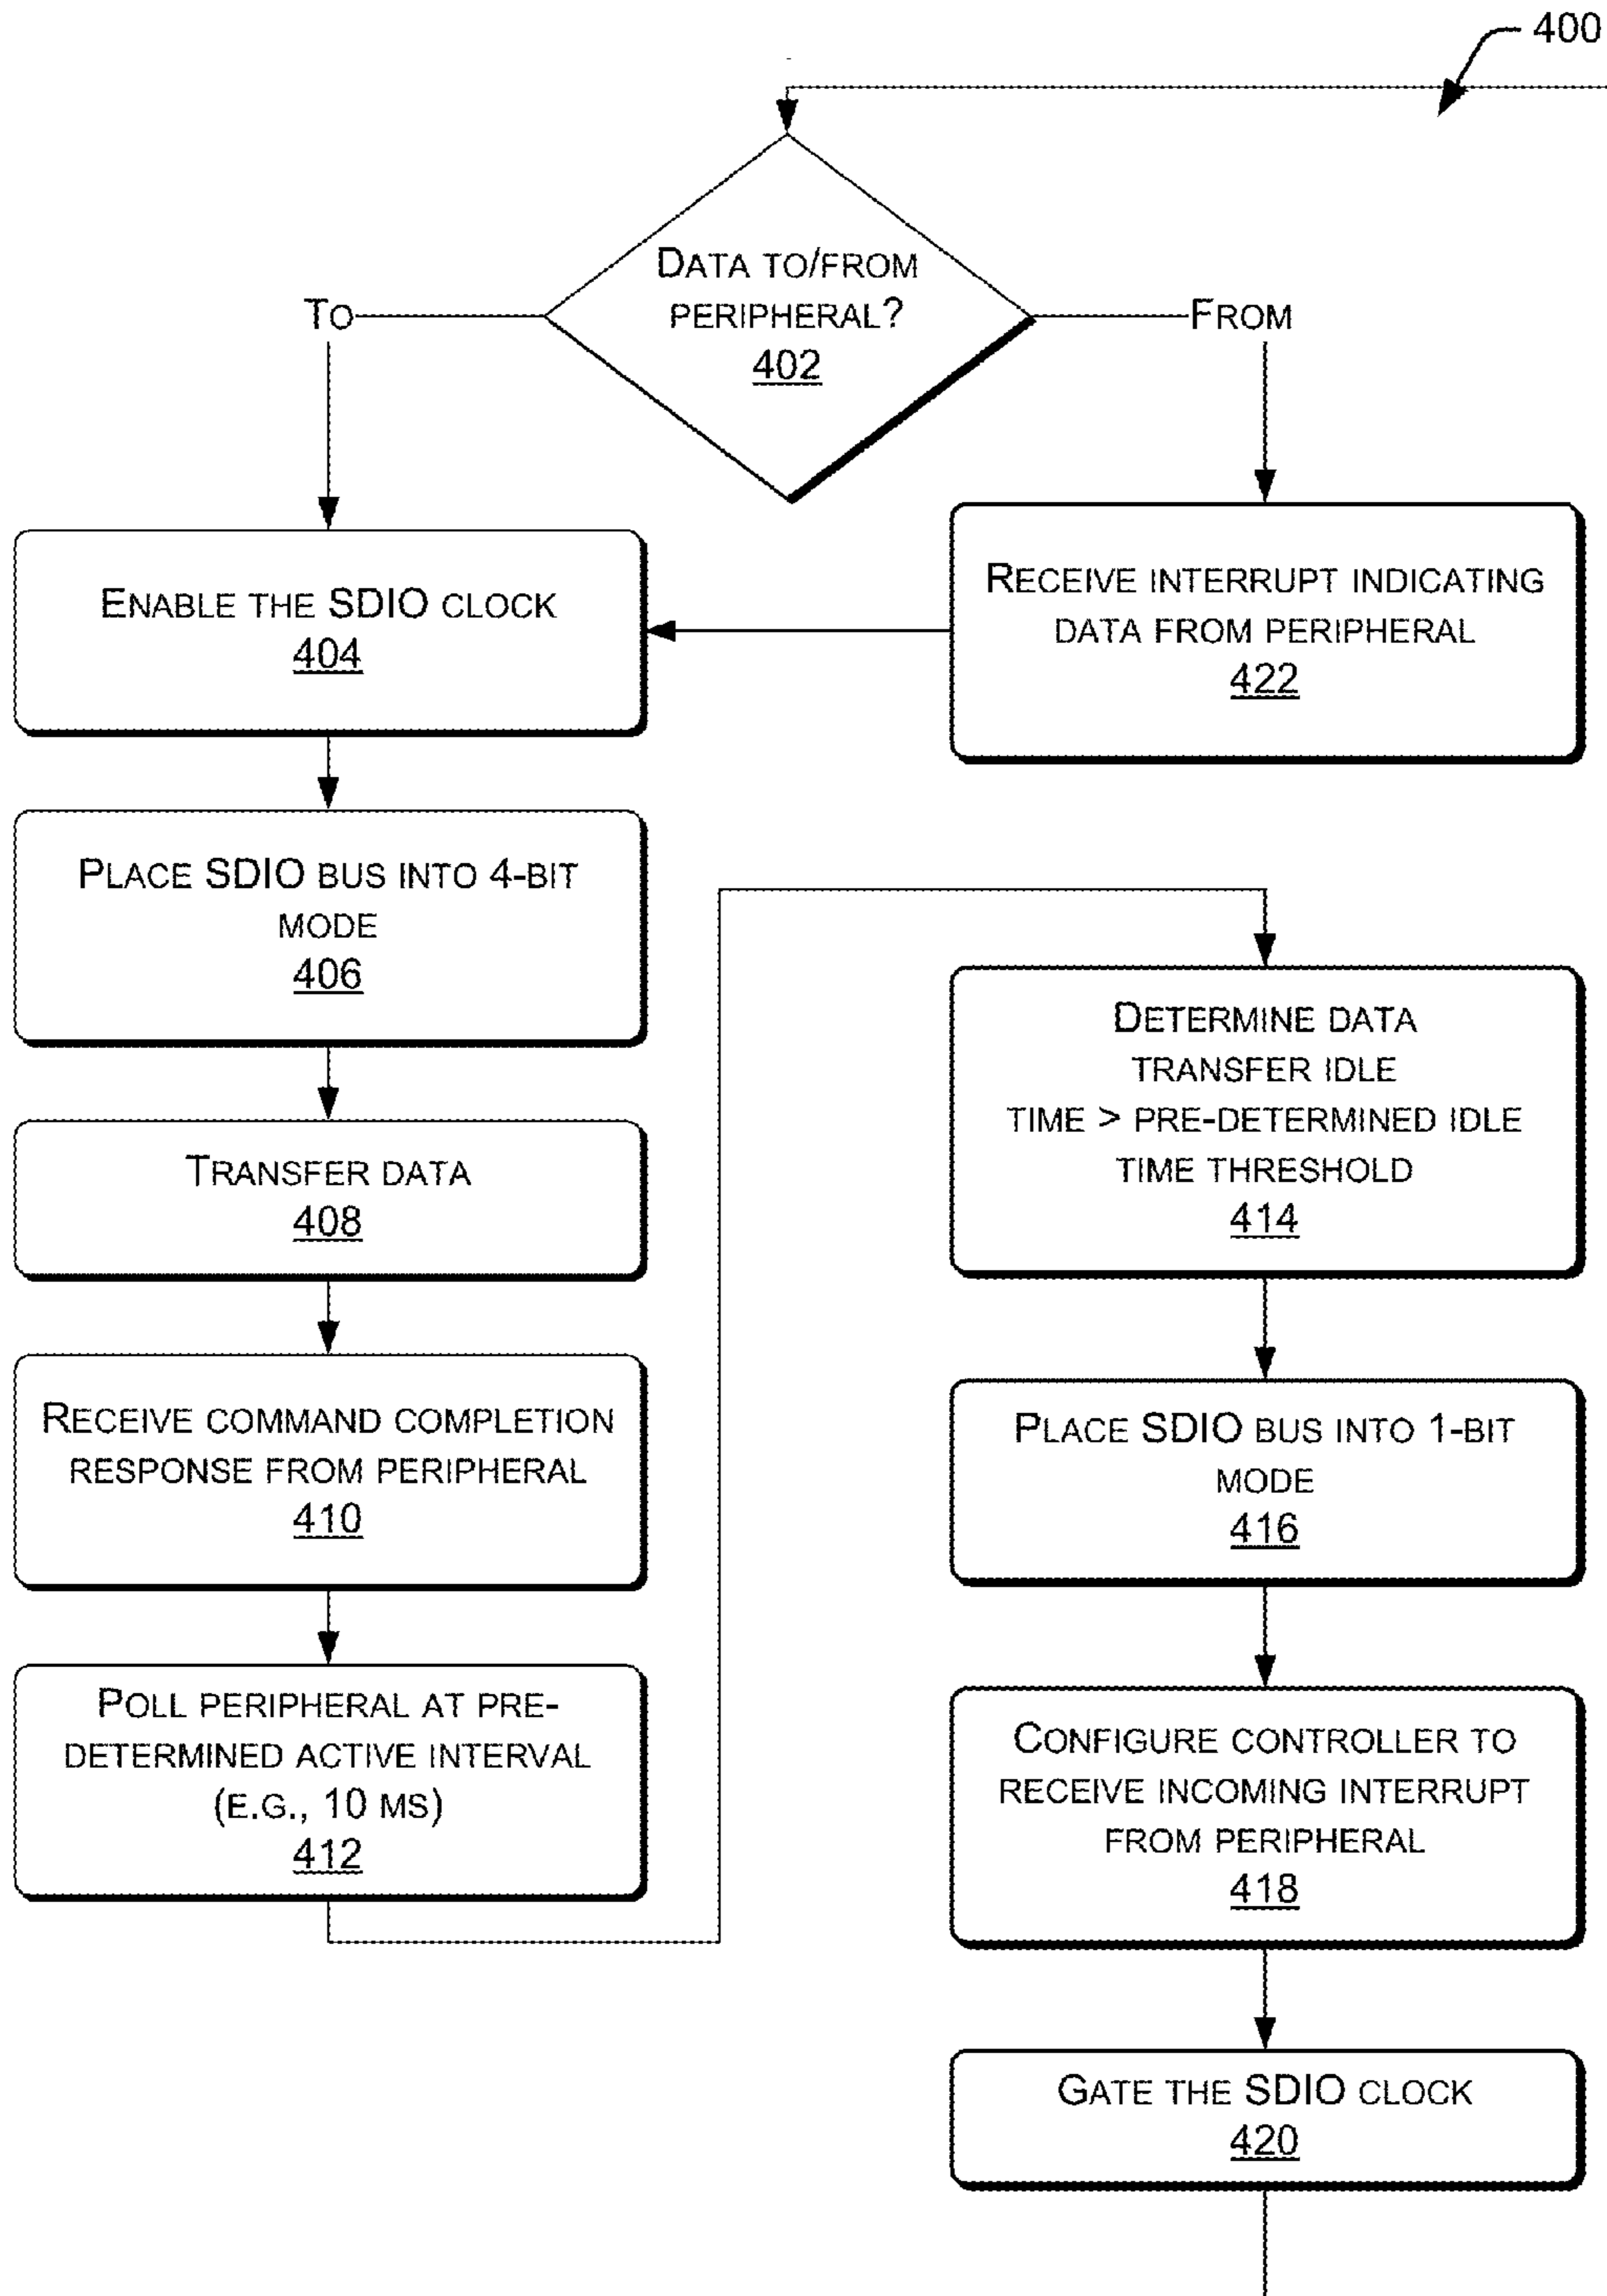 400
DATA TO/FROM
PERIPHERAL?
402
TO
FROM
ENABLE THE SDIO CLOCK
404
RECEIVE INTERRUPT INDICATING
DATA FROM PERIPHERAL
422
PLACE SDIO BUS INTO 4-BIT
MODE
406
TRANSFER DATA
408
RECEIVE COMMAND COMPLETION
RESPONSE FROM PERIPHERAL
410
POLL PERIPHERAL AT PRE-
DETERMINED ACTIVE INTERVAL
(E.G., 10 MS)
412
DETERMINE DATA
TRANSFER IDLE
TIME > PRE-DETERMINED IDLE
TIME THRESHOLD
414
PLACE SDIO BUS INTO 1-BIT
MODE
416
CONFIGURE CONTROLLER TO
RECEIVE INCOMING INTERRUPT
FROM PERIPHERAL
418
GATE THE SDIO CLOCK
420